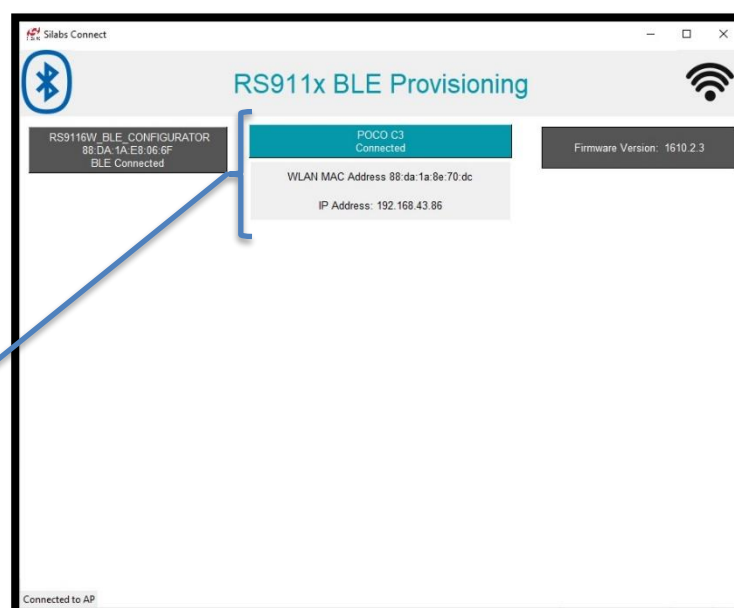 Silabs Connect
RS911x BLE Provisioning
RS9116W_BLE_CONFIGURATOR
88:DA:1A:E8:06:6F
BLE Connected
POCO C3
Connected
WLAN MAC Address 88:da:1a:8e:70:dc
IP Address: 192.168.43.86
Firmware Version: 1610.2.3
Connected to AP